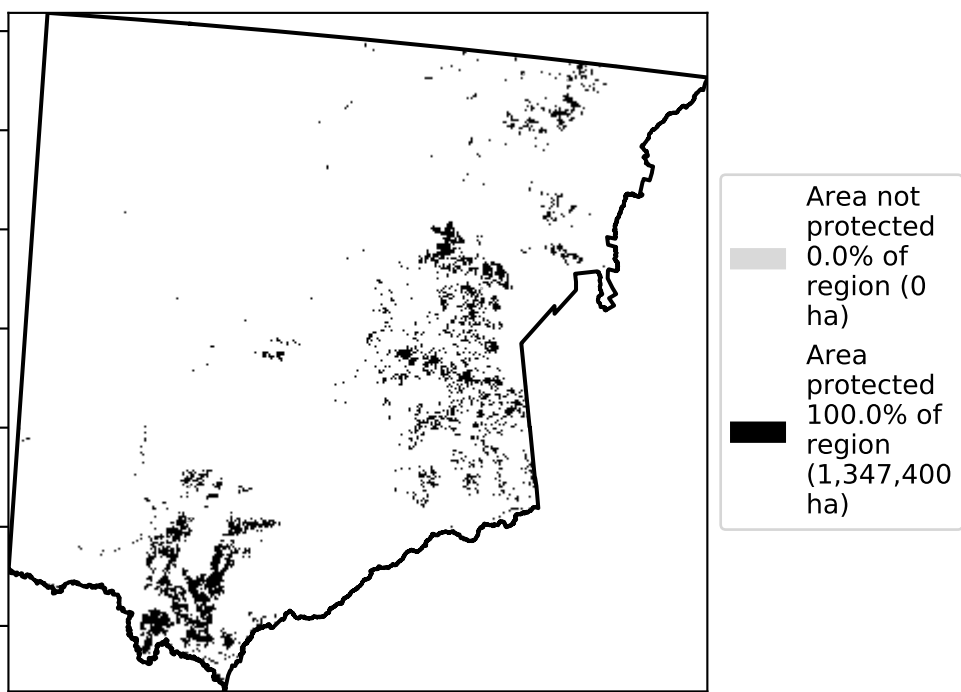 Area not
protected
0.0% of
region (0
ha)
Area
protected
100.0% of
region
(1,347,400
ha)